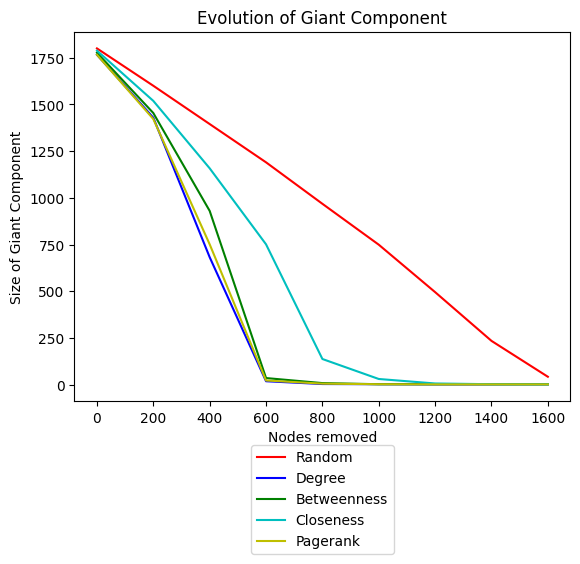 Evolution of Giant Component
Size of Giant Component
1750
1500
1250
1000
750
500
250
0
0 200 400 600 800 1000 1200 1400 1600
Nodes removed
Random
Degree
Betweenness
Closeness
Pagerank